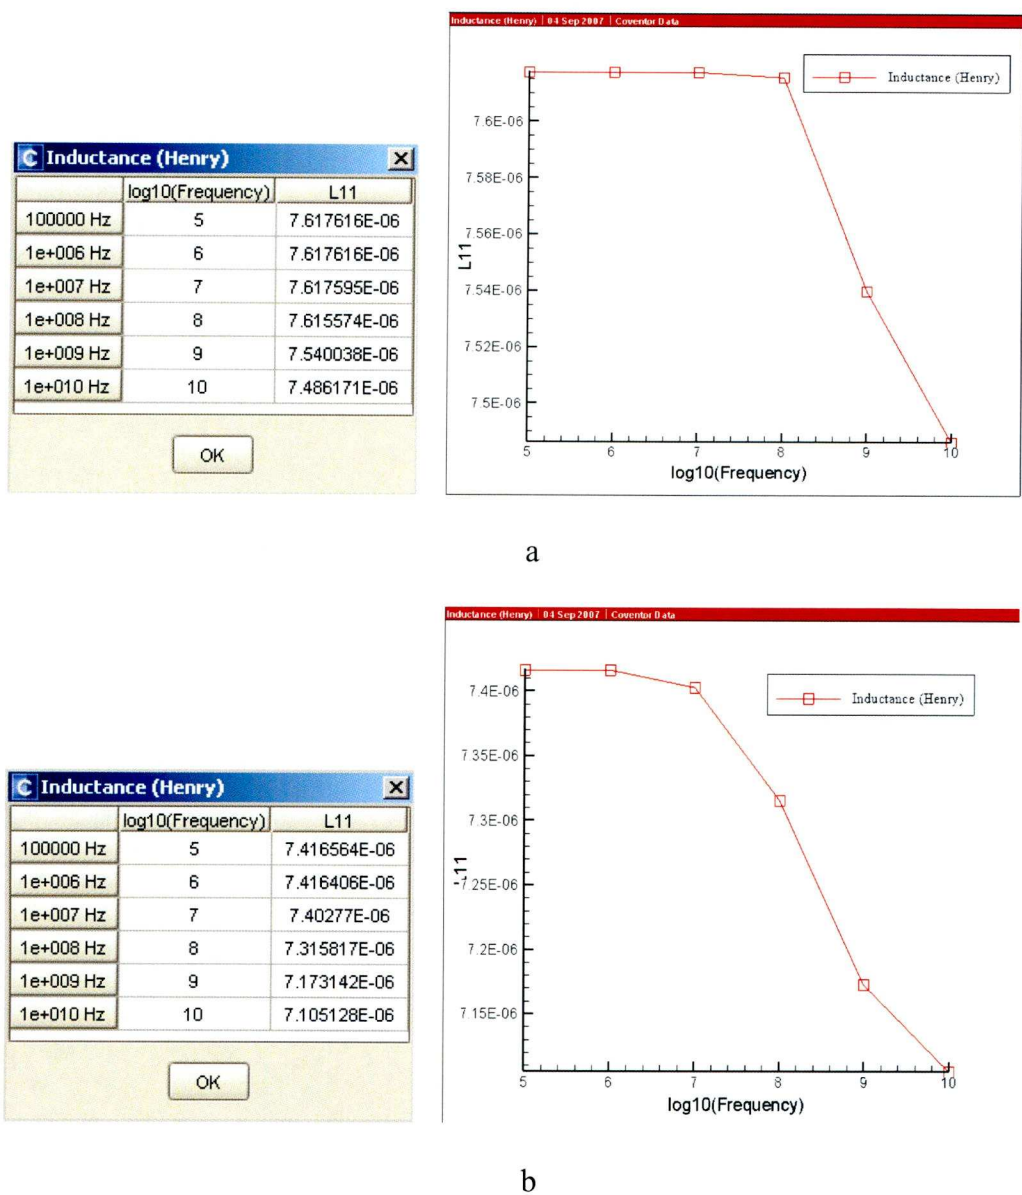 Inductance (Henry) | 04 Sep 2007 | Coventor Data
Inductance (Henry)
7.6E-06
7.58E-06
7.56E-06
L11
7.54E-06
7.52E-06
7.5E-06
5 6 7 8 9 10
log10(Frequency)
Inductance (Henry)
log10(Frequency) L11
100000 Hz 5 7.617616E-06
1e+006 Hz 6 7.617616E-06
1e+007 Hz 7 7.617595E-06
1e+008 Hz 8 7.615574E-06
1e+009 Hz 9 7.540038E-06
1e+010 Hz 10 7.486171E-06
OK
a
Inductance (Henry) | 04 Sep 2007 | Coventor Data
Inductance (Henry)
7.4E-06
7.35E-06
7.3E-06
L11
7.25E-06
7.2E-06
7.15E-06
5 6 7 8 9 10
log10(Frequency)
Inductance (Henry)
log10(Frequency) L11
100000 Hz 5 7.416564E-06
1e+006 Hz 6 7.416406E-06
1e+007 Hz 7 7.40277E-06
1e+008 Hz 8 7.315817E-06
1e+009 Hz 9 7.173142E-06
1e+010 Hz 10 7.105128E-06
OK
b